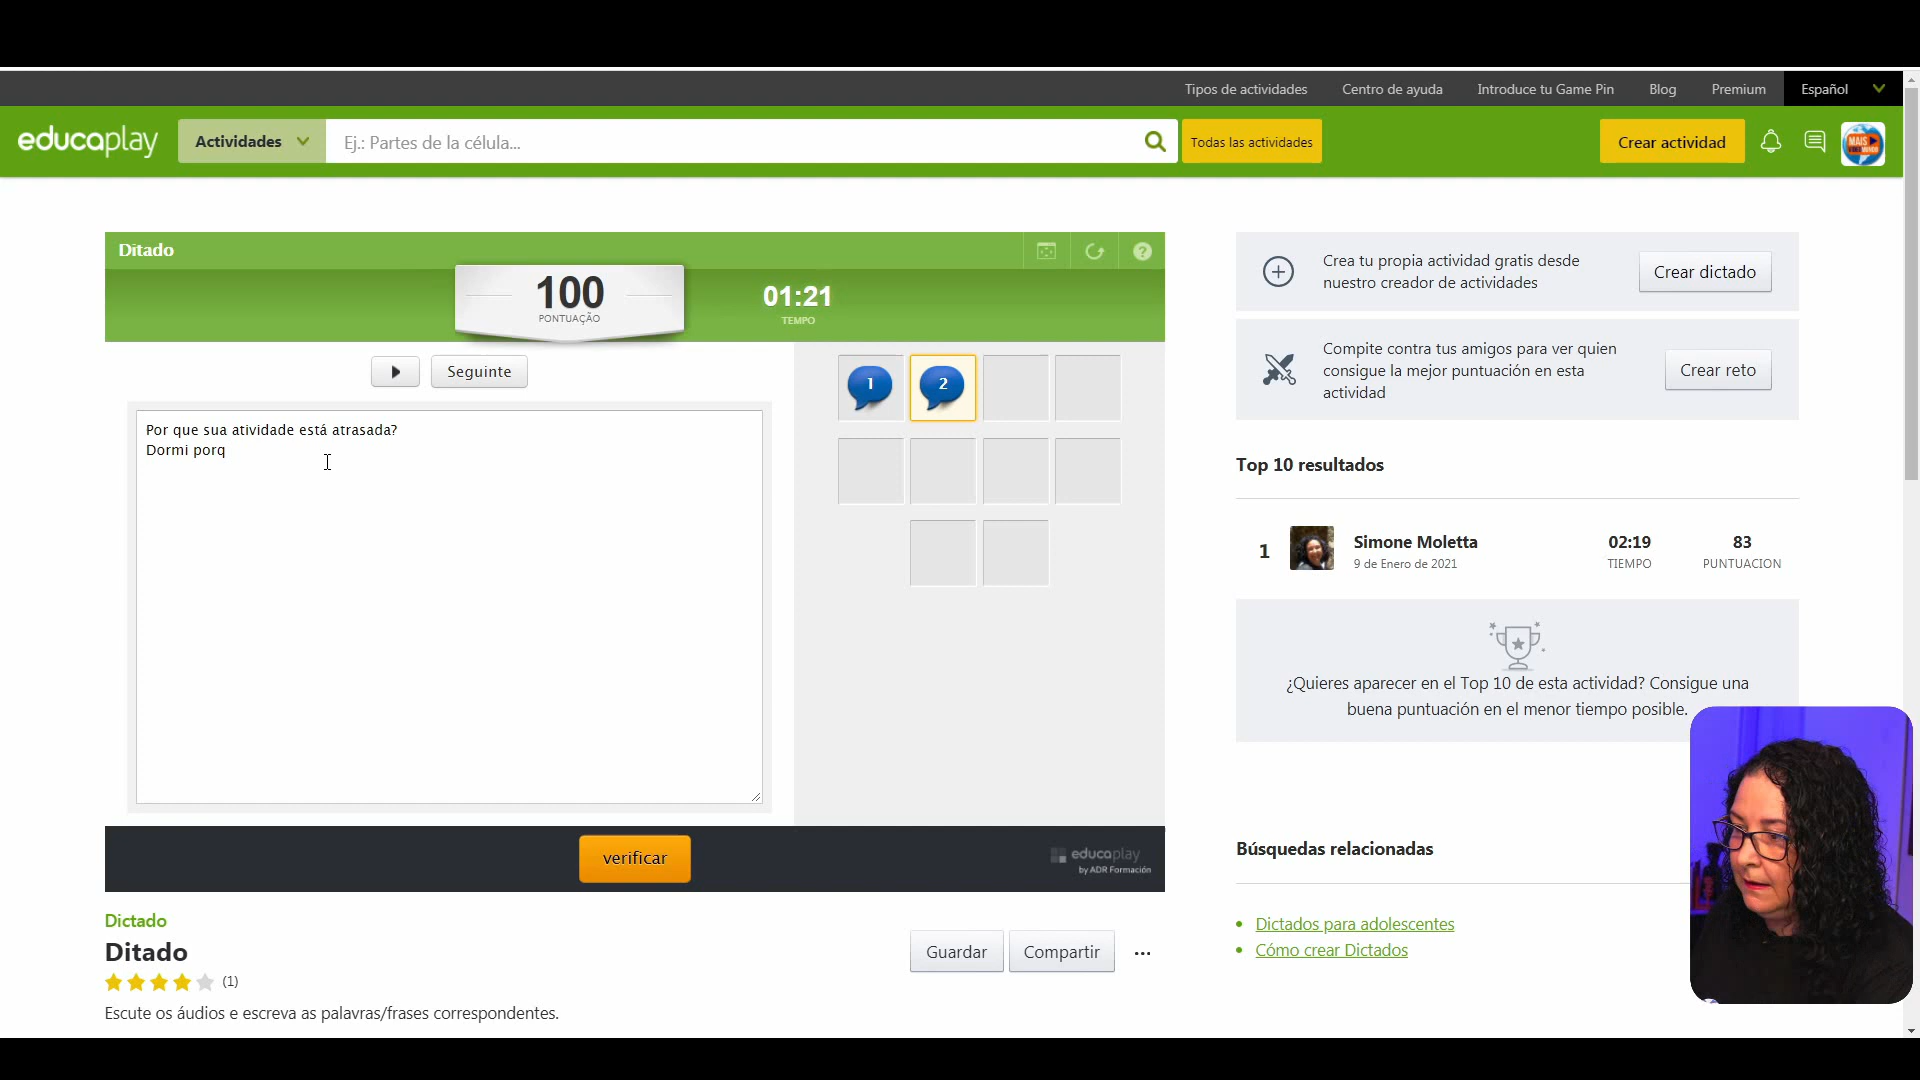 Tipos de actividades Centro de ayuda Introduce tu Game Pin Blog Premium Español
educaplay Actividades Ej.: Partes de la célula... Todas las actividades Crear actividad
Ditado
100
PONTUAÇÃO
01:21
TEMPO
Seguinte
1 2
Por que sua atividade está atrasada?
Dormi porq
verificar
educaplay
by ADR Formación
Dictado
Ditado
(1)
Guardar Compartir ...
Escute os áudios e escreva as palavras/frases correspondentes.
Crea tu propia actividad gratis desde
nuestro creador de actividades
Crear dictado
Compite contra tus amigos para ver quien
consigue la mejor puntuación en esta
actividad
Crear reto
Top 10 resultados
1 Simone Moletta 02:19 83
9 de Enero de 2021 TIEMPO PUNTUACION
¿Quieres aparecer en el Top 10 de esta actividad? Consigue una
buena puntuación en el menor tiempo posible.
Búsquedas relacionadas
Dictados para adolescentes
Cómo crear Dictados